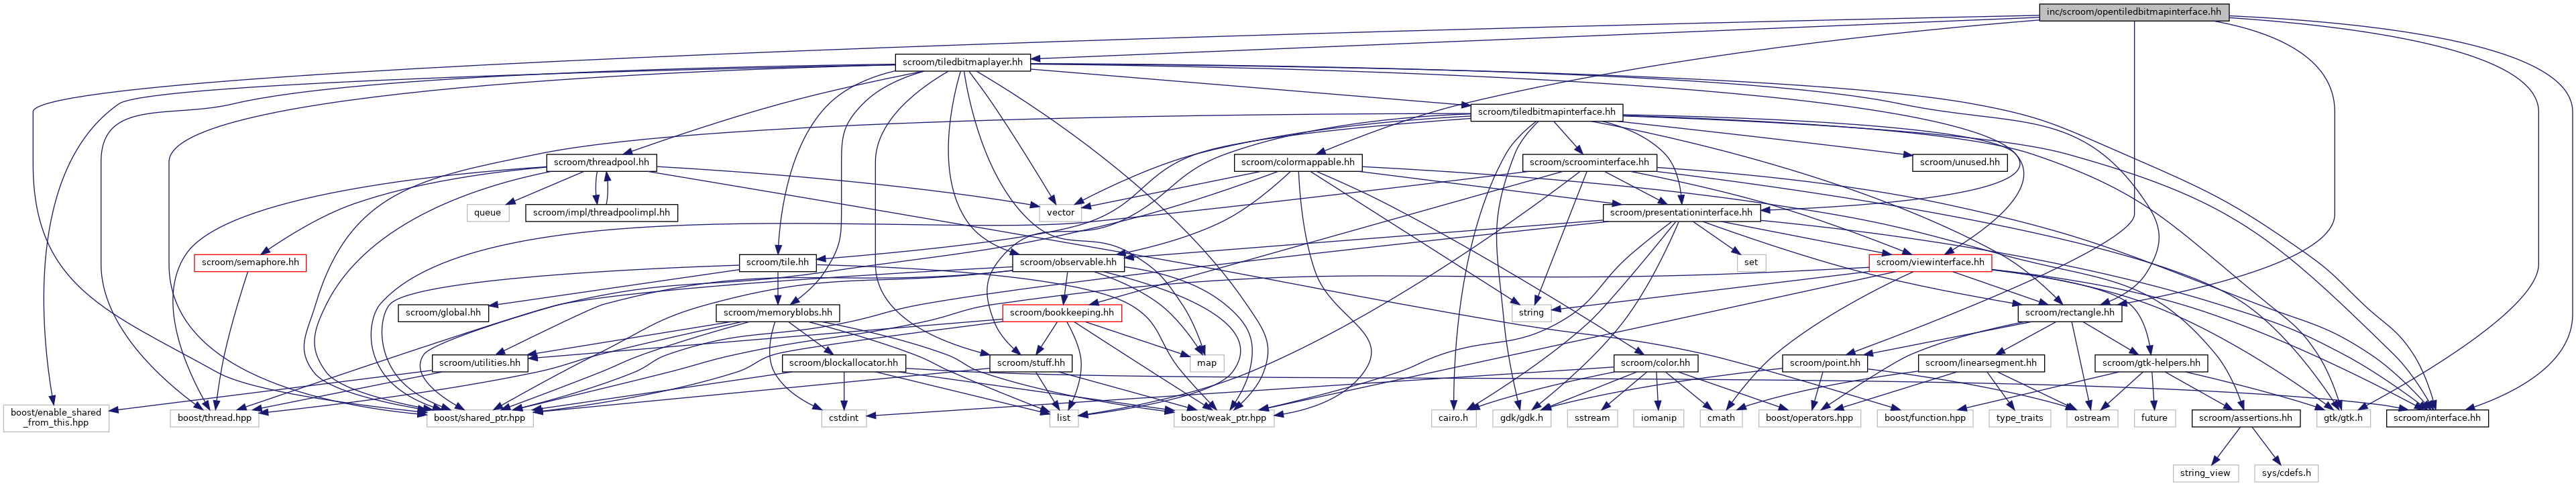 inc/scroom/opentiledbitmapinterface.hh
scroom/tiledbitmaplayer.hh
scroom/tiledbitmapinterface.hh
scroom/threadpool.hh
scroom/colormappable.hh
scroom/scroominterface.hh
scroom/unused.hh
queue
scroom/impl/threadpoolimpl.hh
vector
scroom/presentationinterface.hh
scroom/semaphore.hh
scroom/tile.hh
scroom/observable.hh
set
scroom/viewinterface.hh
scroom/global.hh
scroom/memoryblobs.hh
scroom/bookkeeping.hh
string
scroom/rectangle.hh
scroom/utilities.hh
scroom/blockallocator.hh
scroom/stuff.hh
map
scroom/color.hh
scroom/point.hh
scroom/linearsegment.hh
scroom/gtk-helpers.hh
boost/enable_shared
_from_this.hpp
boost/thread.hpp
boost/shared_ptr.hpp
cstdint
list
boost/weak_ptr.hpp
cairo.h
gdk/gdk.h
sstream
iomanip
cmath
boost/operators.hpp
boost/function.hpp
type_traits
ostream
future
scroom/assertions.hh
gtk/gtk.h
scroom/interface.hh
string_view
sys/cdefs.h